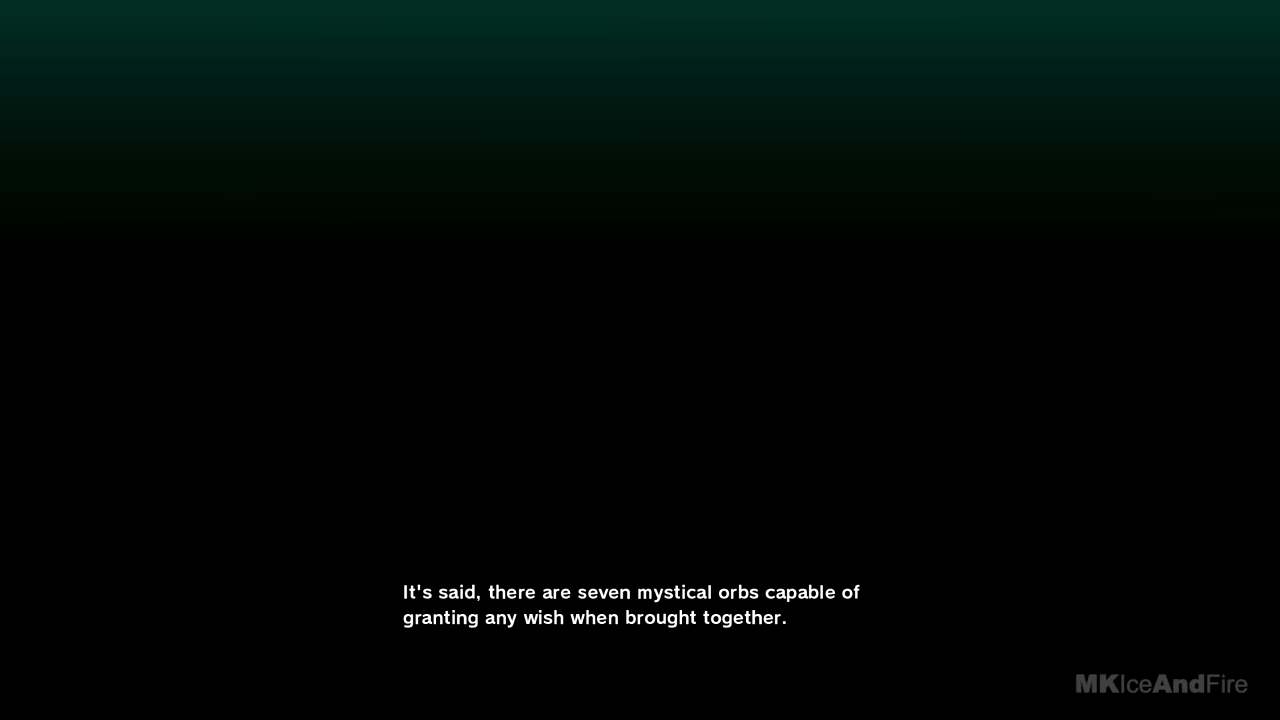 It's said, there are seven mystical orbs capable of
granting any wish when brought together.
MKIceAndFire